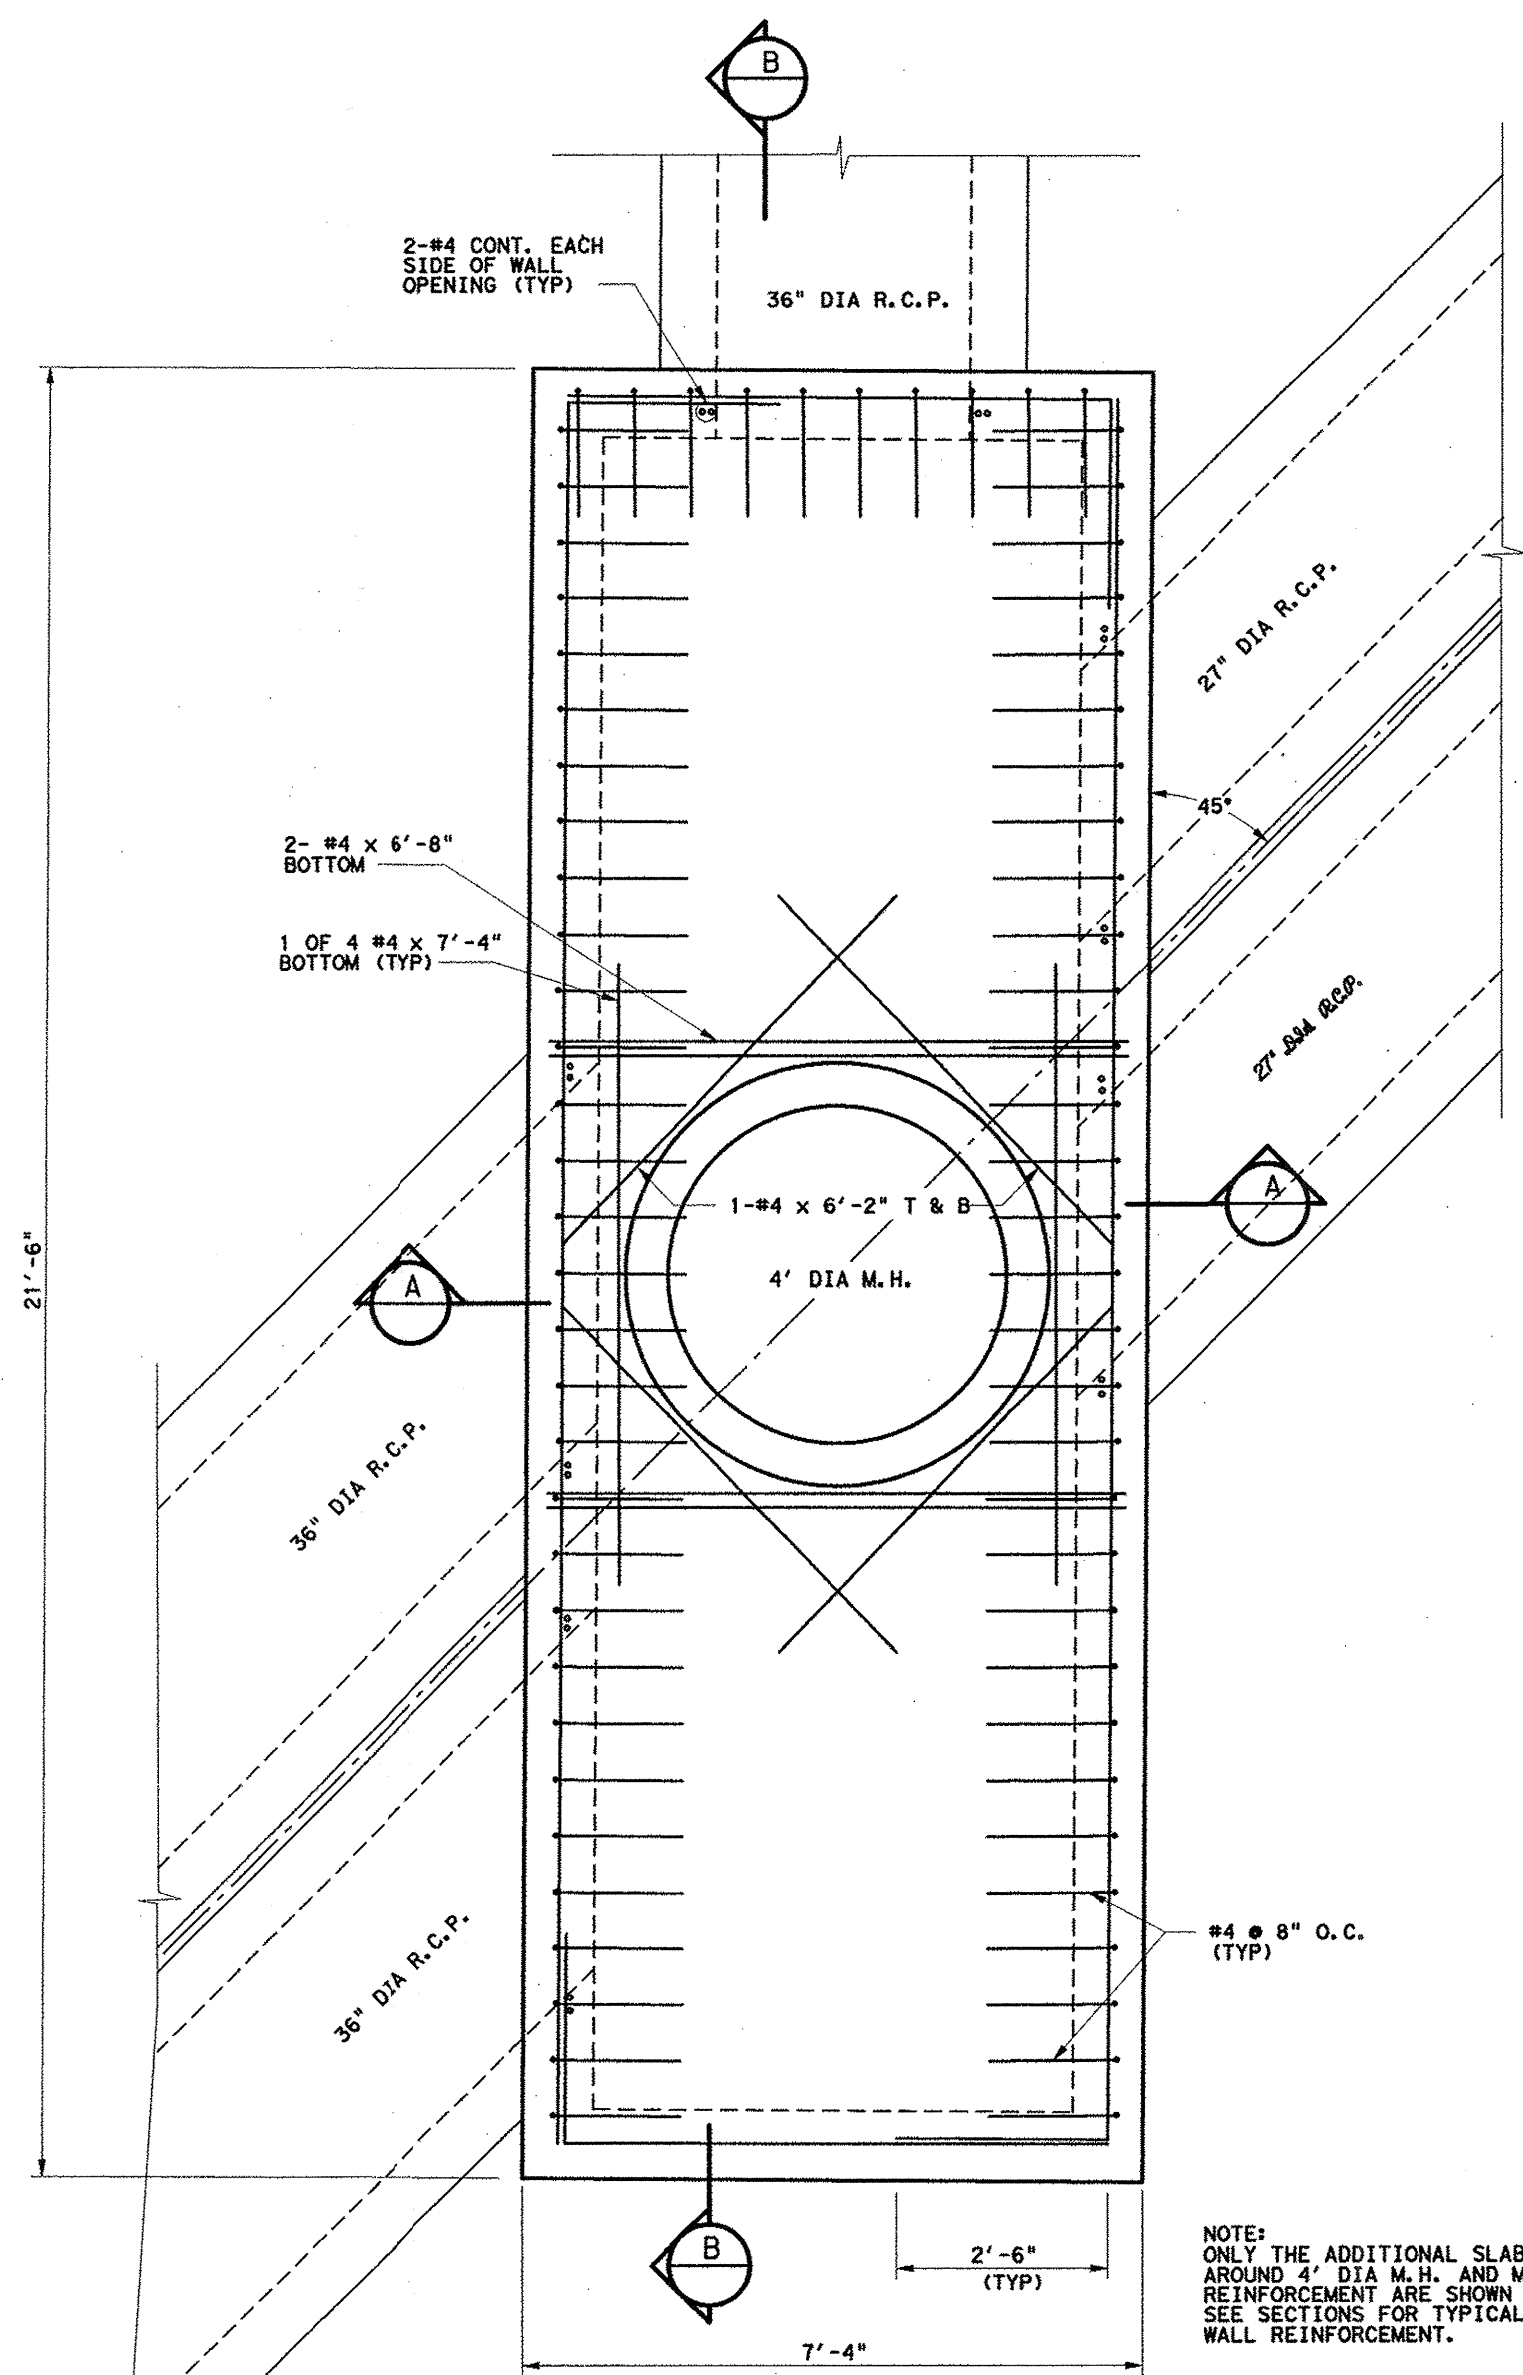 B
2-#4 CONT. EACH
SIDE OF WALL
OPENING (TYP)
36" DIA R.C.P.
27" DIA R.C.P.
45°
2- #4 x 6'-8"
BOTTOM
1 OF 4 #4 x 7'-4"
BOTTOM (TYP)
27" DIA R.C.P.
A
1-#4 x 6'-2" T & B
21'-6"
4' DIA M.H.
A
36" DIA R.C.P.
36" DIA R.C.P.
#4 @ 8" O.C.
(TYP)
B
2'-6"
(TYP)
7'-4"
NOTE:
ONLY THE ADDITIONAL SLAB
AROUND 4' DIA M.H. AND M
REINFORCEMENT ARE SHOWN
SEE SECTIONS FOR TYPICAL
WALL REINFORCEMENT.